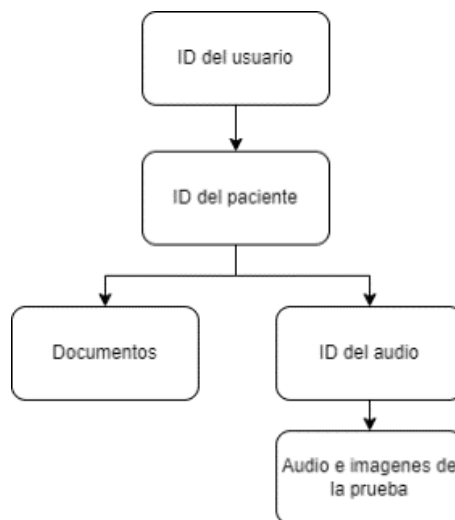 ID del usuario
ID del paciente
Documentos
ID del audio
Audio e imagenes de
la prueba